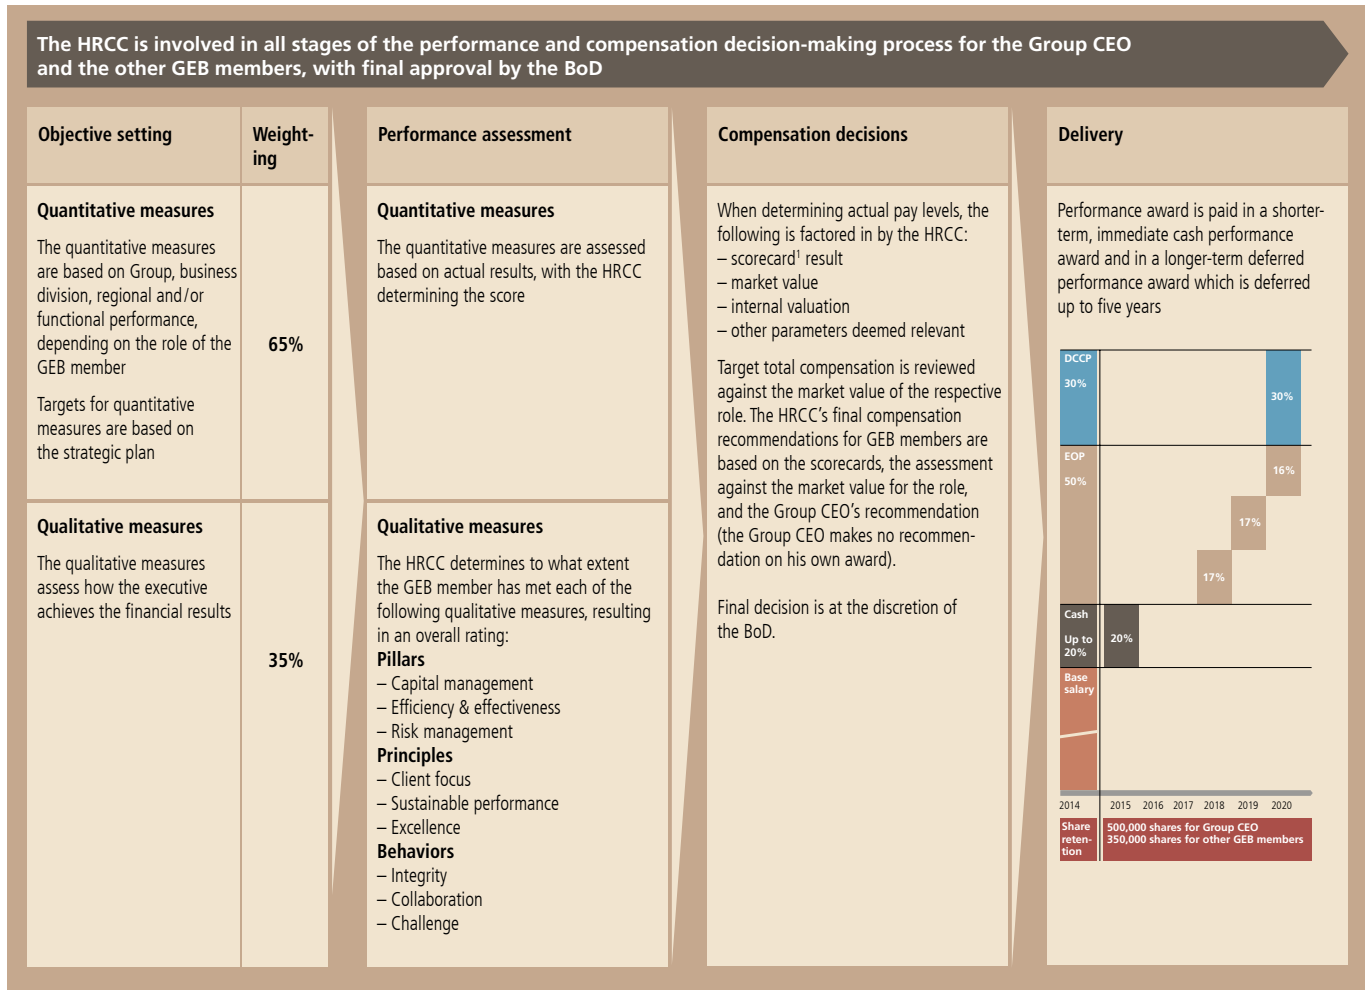 The HRCC is involved in all stages of the performance and compensation decision-making process for the Group CEO
and the other GEB members, with final approval by the BoD
Objective setting
Weight-
ing
Quantitative measures
The quantitative measures
are based on Group, business
division, regional and/or
functional performance,
depending on the role of the
GEB member
Targets for quantitative
measures are based on
the strategic plan
65%
Qualitative measures
The qualitative measures
assess how the executive
achieves the financial results
35%
Performance assessment
Quantitative measures
The quantitative measures are assessed
based on actual results, with the HRCC
determining the score
Qualitative measures
The HRCC determines to what extent
the GEB member has met each of the
following qualitative measures, resulting
in an overall rating:
Pillars
– Capital management
– Efficiency & effectiveness
– Risk management
Principles
– Client focus
– Sustainable performance
– Excellence
Behaviors
– Integrity
– Collaboration
– Challenge
Compensation decisions
When determining actual pay levels, the
following is factored in by the HRCC:
– scorecard¹ result
– market value
– internal valuation
– other parameters deemed relevant
Target total compensation is reviewed
against the market value of the respective
role. The HRCC's final compensation
recommendations for GEB members are
based on the scorecards, the assessment
against the market value for the role,
and the Group CEO's recommendation
(the Group CEO makes no recommen-
dation on his own award).
Final decision is at the discretion of
the BoD.
Delivery
Performance award is paid in a shorter-
term, immediate cash performance
award and in a longer-term deferred
performance award which is deferred
up to five years
DCCP
30%
30%
EOP
50%
16%
17%
17%
Cash
Up to
20%
20%
Base
salary
2014 2015 2016 2017 2018 2019 2020
Share
reten-
tion
500,000 shares for Group CEO
350,000 shares for other GEB members